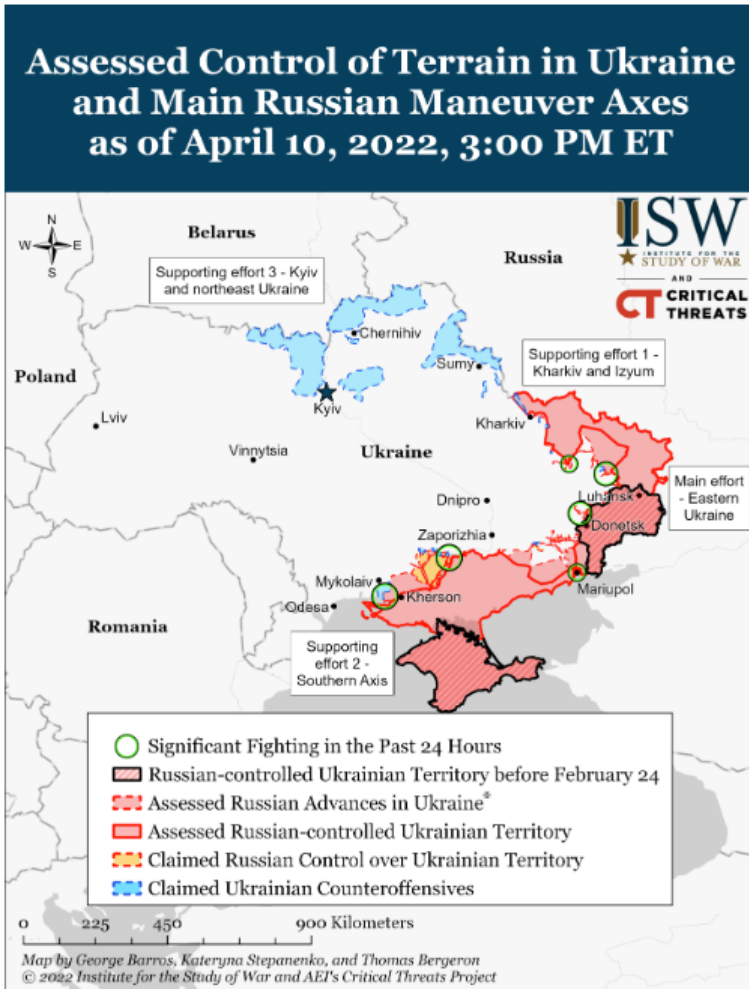 Assessed Control of Terrain in Ukraine
and Main Russian Maneuver Axes
as of April 10, 2022, 3:00 PM ET
N
W
E
S
Belarus
ISW
INSTITUTE FOR THE
STUDY OF WAR
AND
CT CRITICAL
THREATS
Supporting effort 3 - Kyiv
and northeast Ukraine
Russia
Chernihiv
Sumy
Supporting effort 1 -
Kharkiv and Izyum
Poland
Kyiv
Lviv
Kharkiv
Vinnytsia
Ukraine
Main effort
- Eastern
Ukraine
Luhansk
Dnipro
Donetsk
Zaporizhia
Mykolaiv
Mariupol
Kherson
Odesa
Romania
Supporting
effort 2 -
Southern Axis
Significant Fighting in the Past 24 Hours
Russian-controlled Ukrainian Territory before February 24
Assessed Russian Advances in Ukraine*
Assessed Russian-controlled Ukrainian Territory
Claimed Russian Control over Ukrainian Territory
Claimed Ukrainian Counteroffensives
0 225 450 900 Kilometers
Map by George Barros, Kateryna Stepanenko, and Thomas Bergeron
© 2022 Institute for the Study of War and AEI's Critical Threats Project